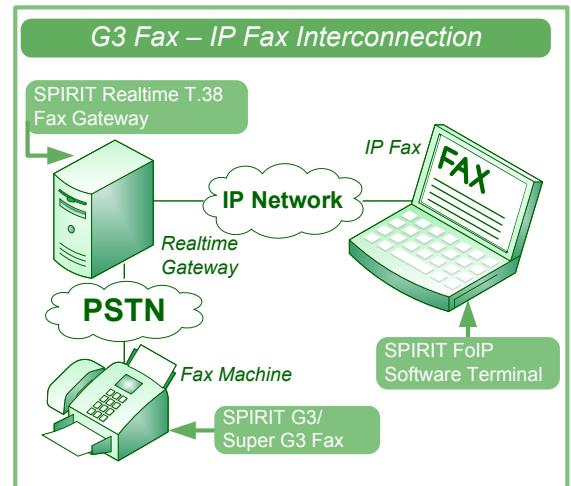 G3 Fax – IP Fax Interconnection
SPIRIT Realtime T.38
Fax Gateway
IP Fax
FAX
IP Network
Realtime
Gateway
PSTN
SPIRIT FoIP
Software Terminal
Fax Machine
SPIRIT G3/
Super G3 Fax